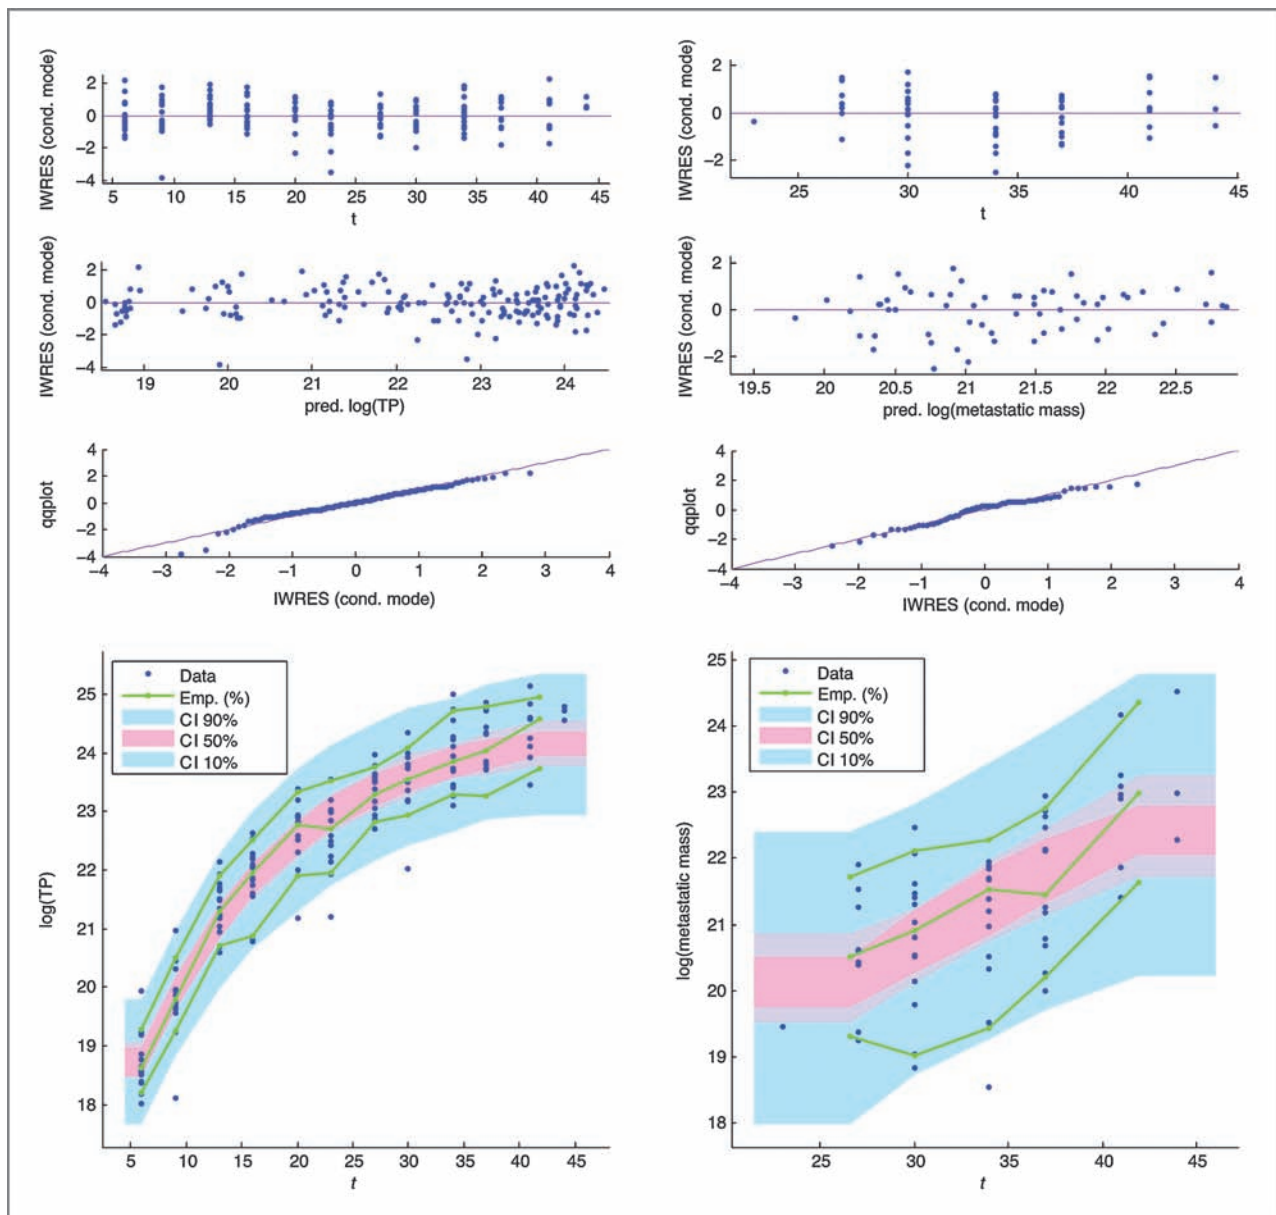 IWRES (cond. mode)
2
0
−2
−4
5 10 15 20 25 30 35 40 45
t
IWRES (cond. mode)
2
0
−2
25 30 35 40 45
t
IWRES (cond. mode)
2
0
−2
−4
19 20 21 22 23 24
pred. log(TP)
IWRES (cond. mode)
2
0
−2
19.5 20 20.5 21 21.5 22 22.5
pred. log(metastatic mass)
qqplot
4
2
0
−2
−4
−4 −3 −2 −1 0 1 2 3 4
IWRES (cond. mode)
qqplot
4
2
0
−2
−4
−4 −3 −2 −1 0 1 2 3 4
IWRES (cond. mode)
Data
Emp. (%)
CI 90%
CI 50%
CI 10%
log(TP)
25
24
23
22
21
20
19
18
5 10 15 20 25 30 35 40 45
t
Data
Emp. (%)
CI 90%
CI 50%
CI 10%
log(metastatic mass)
25
24
23
22
21
20
19
18
25 30 35 40 45
t